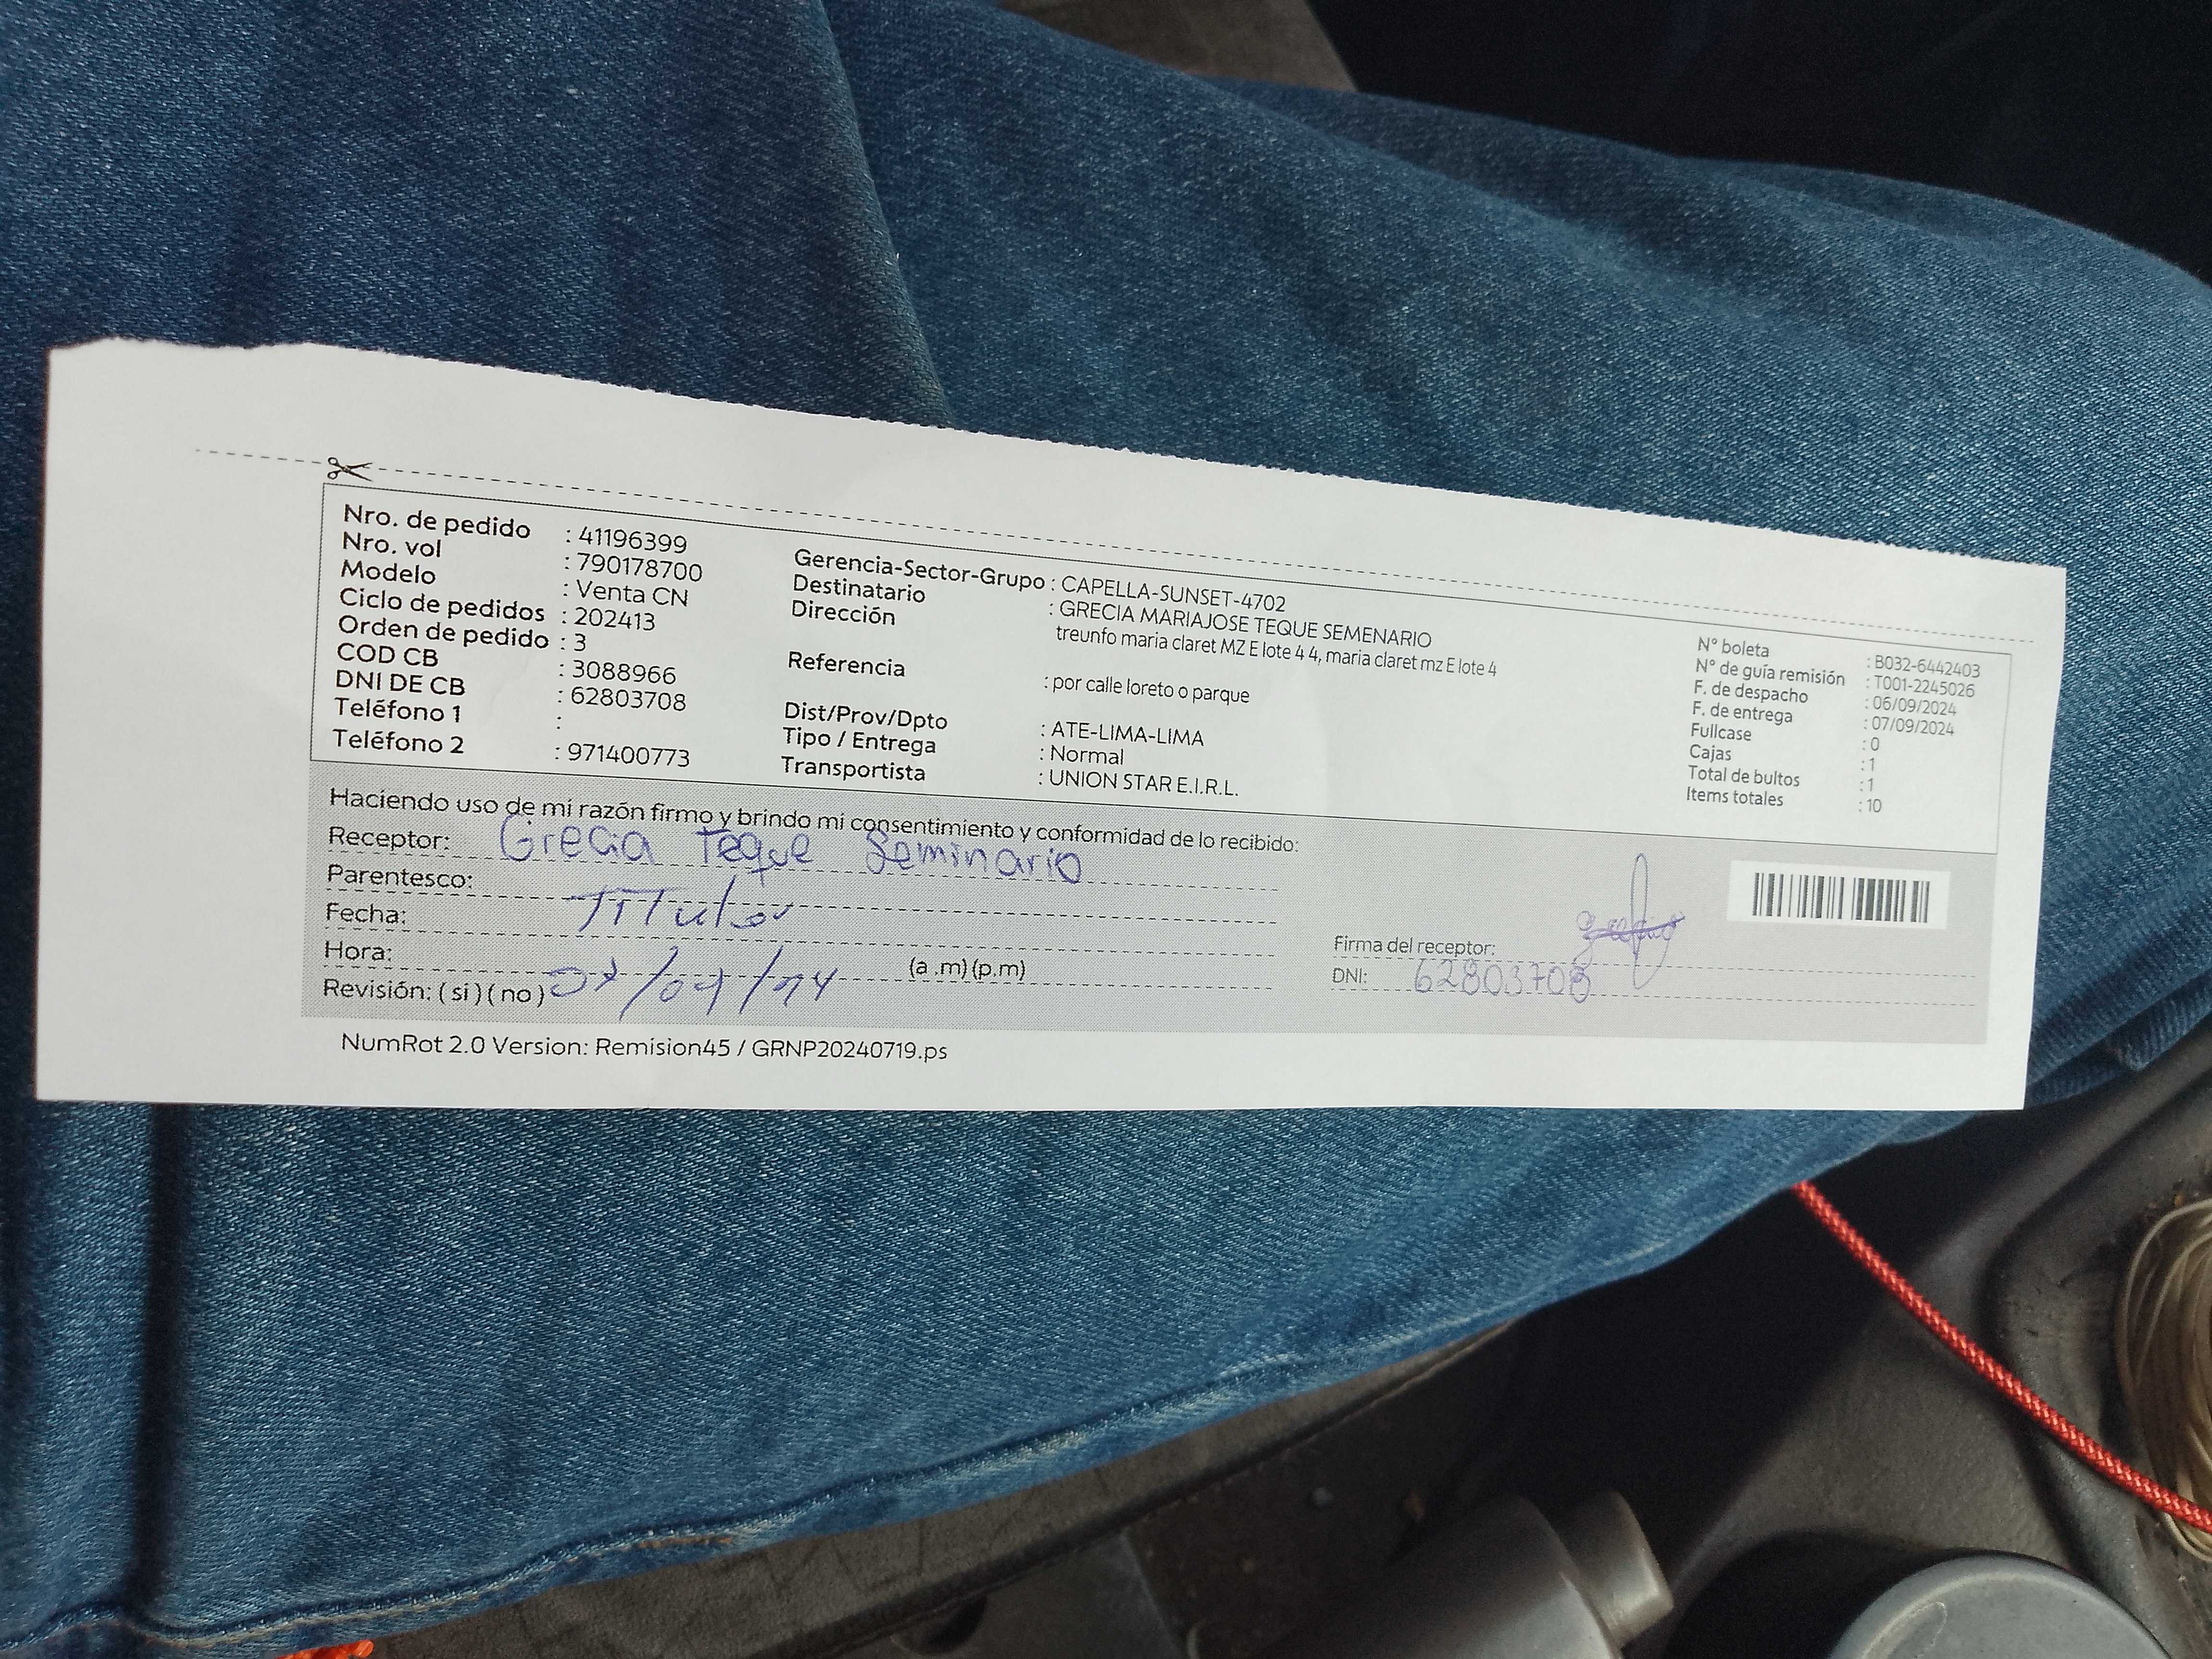 Nro. de pedido : 41196399
Nro. vol : 790178700
Modelo : Venta CN
Ciclo de pedidos : 202413
Orden de pedido : 3
COD CB : 3088966
DNI DE CB : 62803708
Teléfono 1 :
Teléfono 2 : 971400773
Gerencia-Sector-Grupo : CAPELLA-SUNSET-4702
Destinatario : GRECIA MARIAJOSE TEQUE SEMENARIO
Dirección treunfo maria claret MZ E lote 4 4, maria claret mz E lote 4
Referencia : por calle loreto o parque
Dist/Prov/Dpto : ATE-LIMA-LIMA
Tipo / Entrega : Normal
Transportista : UNION STAR E.I.R.L.
N° boleta : B032-6442403
N° de guía remisión : T001-2245026
F. de despacho : 06/09/2024
F. de entrega : 07/09/2024
Fullcase : 0
Cajas : 1
Total de bultos : 1
Items totales : 10
Haciendo uso de mi razón firmo y brindo mi consentimiento y conformidad de lo recibido:
Receptor: Grecia Teque Seminario
Parentesco:
Fecha: TiTular
Hora: (a .m) (p.m)
Revisión: ( si ) ( no )
Firma del receptor:
DNI: 62803708
NumRot 2.0 Version: Remision45 / GRNP20240719.ps